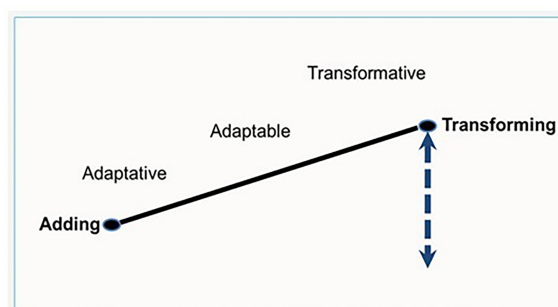 Transformative
Transforming
Adaptable
Adaptative
Adding